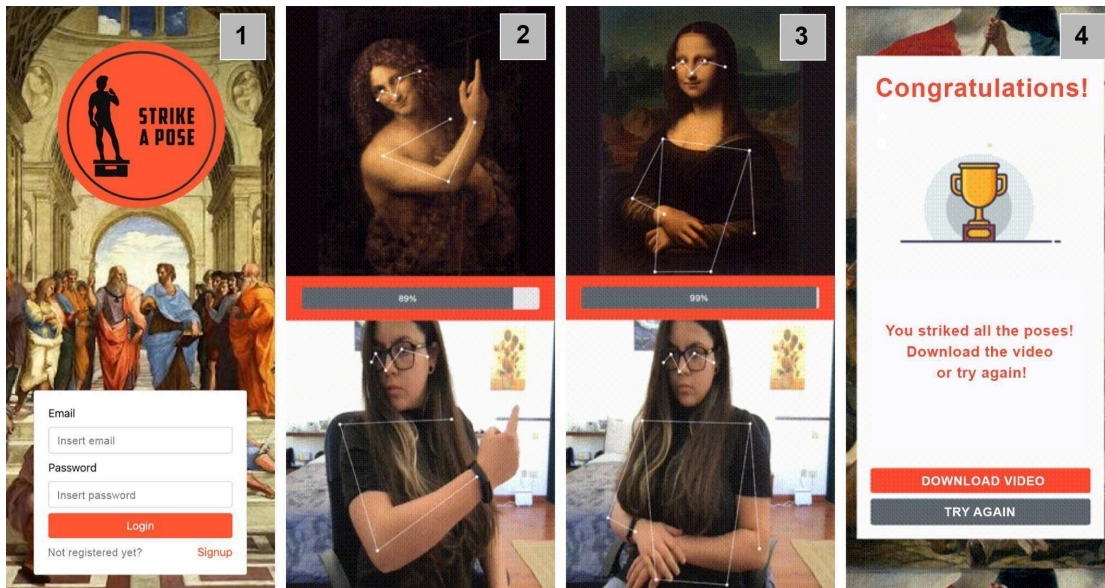 1
STRIKE
A POSE
Email
Insert email
Password
Insert password
Login
Not registered yet? Signup
2
89%
3
99%
4
Congratulations!
You striked all the poses!
Download the video
or try again!
DOWNLOAD VIDEO
TRY AGAIN